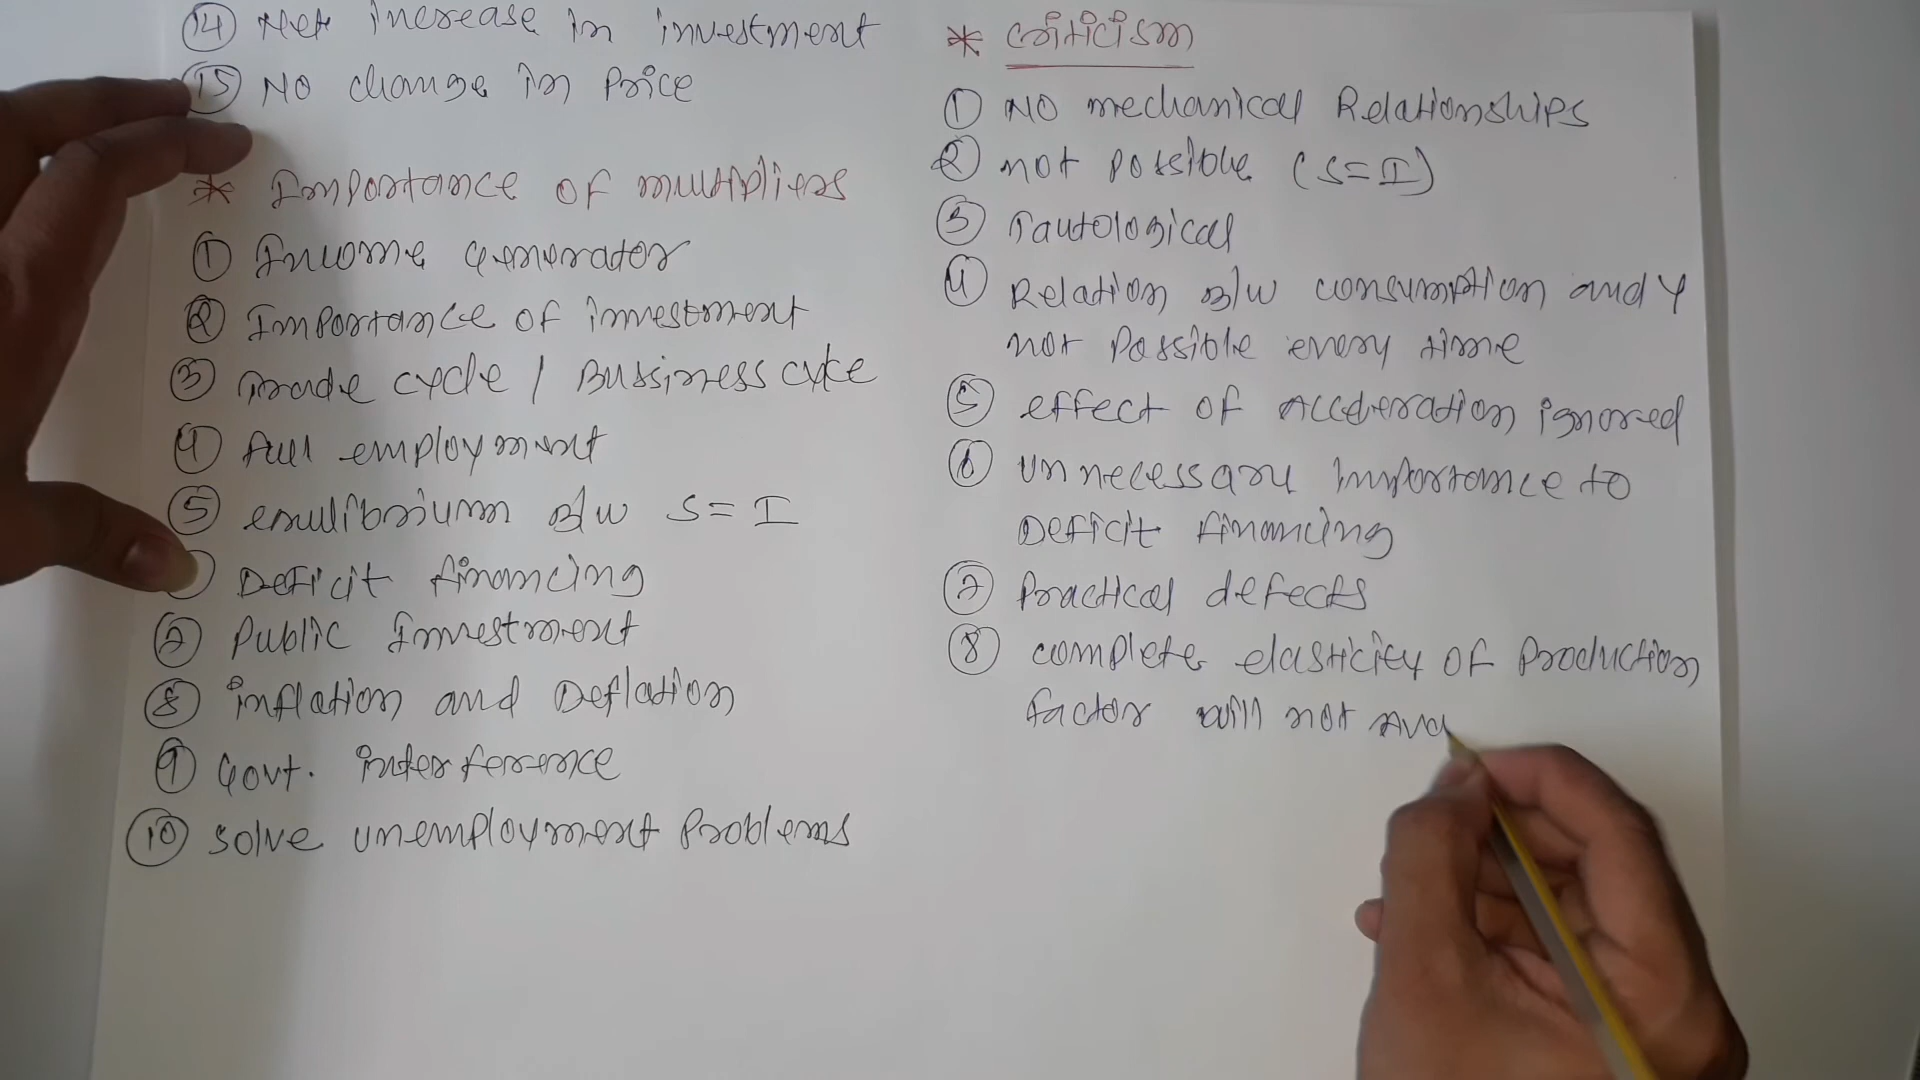 14 Net increase in investment
15 No change in Price
* Importance of multipliers
1 Income generator
2 Importance of investment
3 Trade cycle / Bussiness cycle
4 full employment
5 equilibrium b/w S = I
Deficit financing
7 Public Investment
8 inflation and Deflation
9 Govt. interference
10 solve unemployment Problems
* criticism
1 No mechanical Relationships
2 not possible (S = I)
3 Tautological
4 Relation b/w consumption and Y
not Possible every time
5 effect of Acceleration ignored
6 unnecessary importance to
Deficit financing
7 Practical defects
8 complete elasticity of Production
factor will not Ava